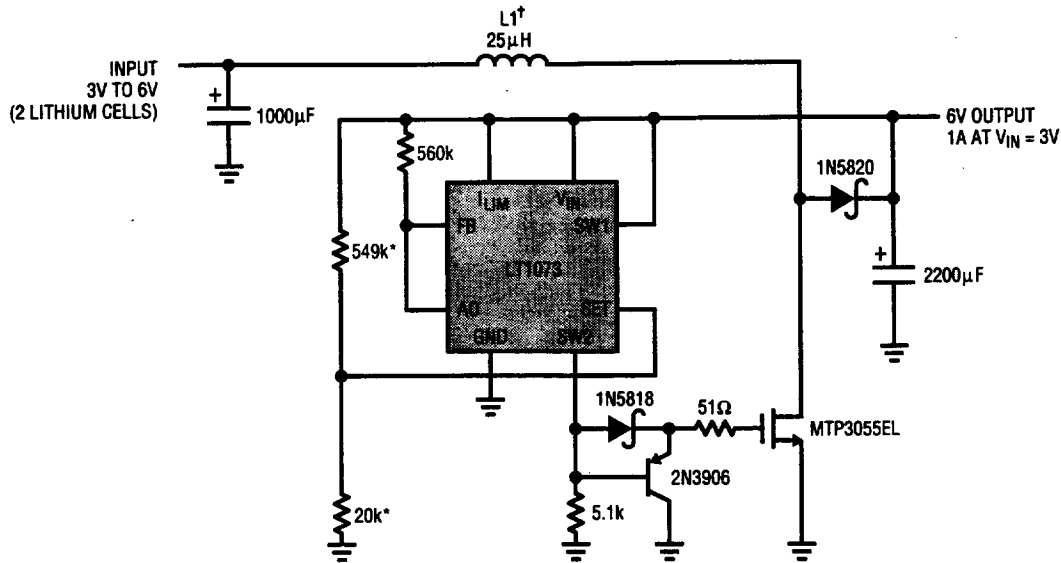 L1†
25µH
INPUT
3V TO 6V
(2 LITHIUM CELLS)
+
1000µF
6V OUTPUT
1A AT VIN = 3V
560k
1N5820
ILIM
VIN
FB
SW1
549k*
LT1073
+
2200µF
AO
SET
GND
SW2
1N5818
51Ω
MTP3055EL
2N3906
20k*
5.1k